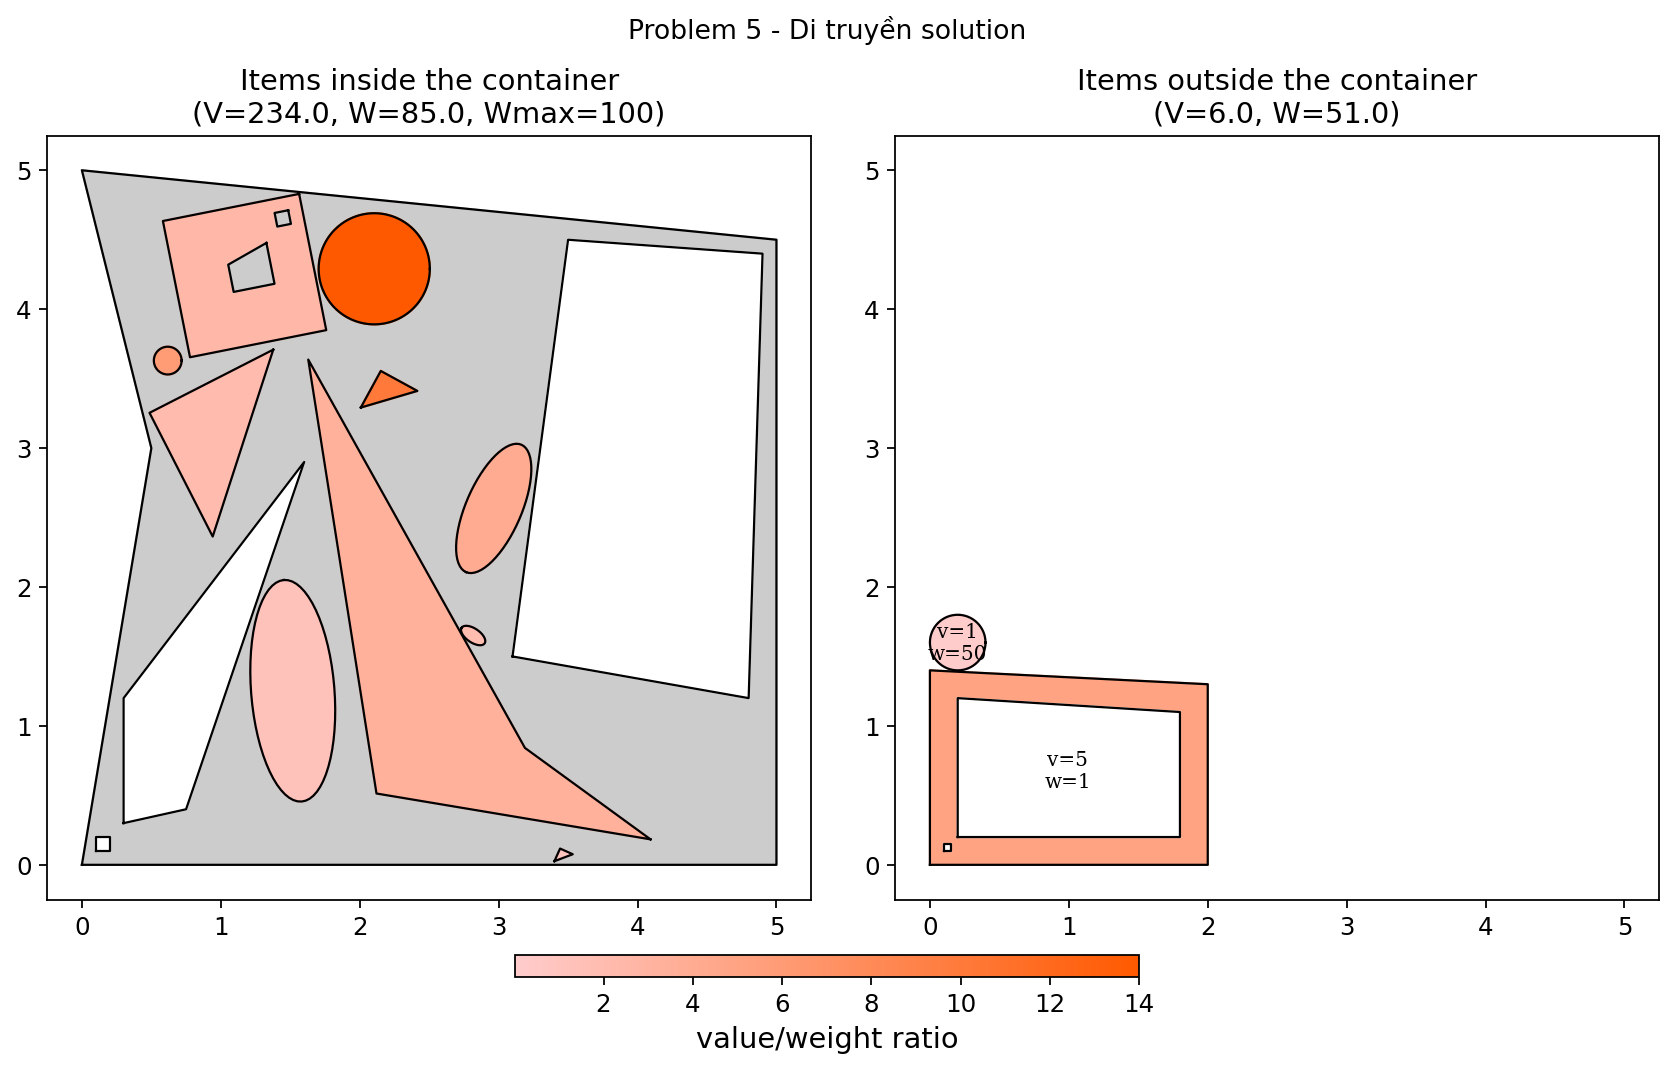 Problem 5 - Di truyền solution
Items inside the container
(V=234.0, W=85.0, Wmax=100)
Items outside the container
(V=6.0, W=51.0)
5
4
3
2
1
0
0 1 2 3 4 5
5
4
3
2
1
0
v=1
w=50
v=5
w=1
0 1 2 3 4 5
2 4 6 8 10 12 14
value/weight ratio